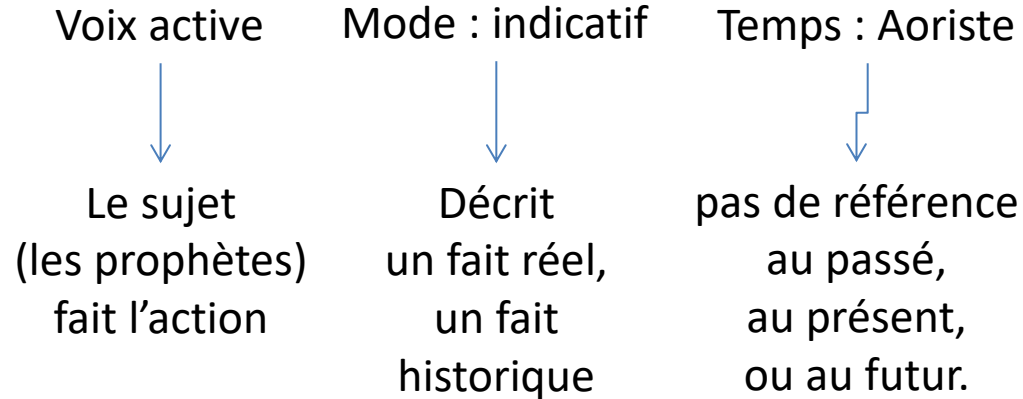 Voix active
Mode : indicatif
Temps : Aoriste
Le sujet
(les prophètes)
fait l’action
Décrit
un fait réel,
un fait
historique
pas de référence
au passé,
au présent,
ou au futur.